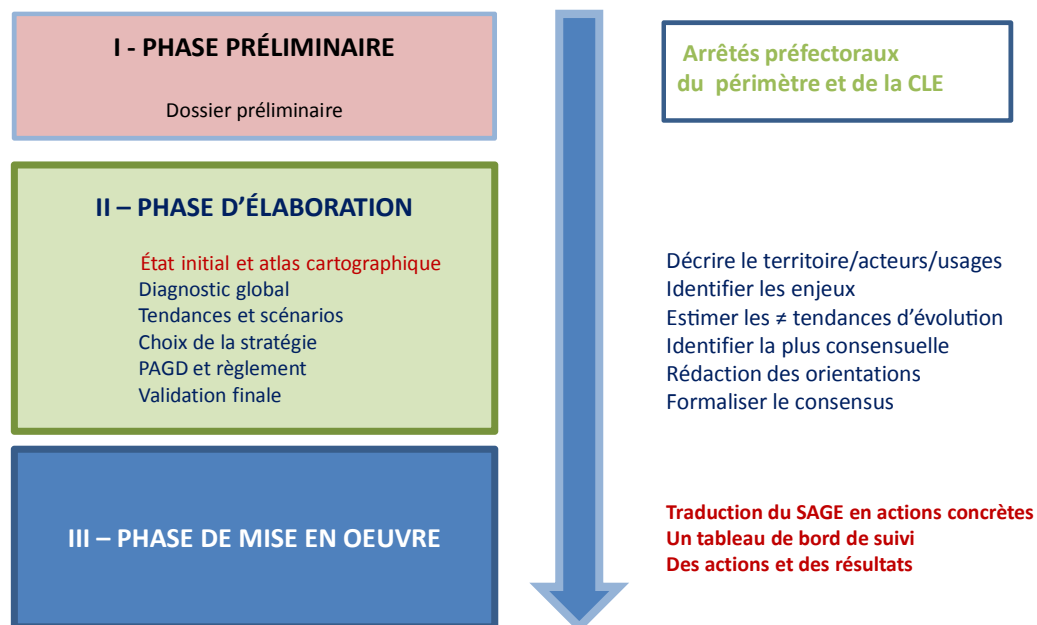 I - PHASE PRÉLIMINAIRE
Dossier préliminaire
Arrêtés préfectoraux
du périmètre et de la CLE
II – PHASE D’ÉLABORATION
État initial et atlas cartographique
Diagnostic global
Tendances et scénarios
Choix de la stratégie
PAGD et règlement
Validation finale
Décrire le territoire/acteurs/usages
Identifier les enjeux
Estimer les ≠ tendances d’évolution
Identifier la plus consensuelle
Rédaction des orientations
Formaliser le consensus
III – PHASE DE MISE EN OEUVRE
Traduction du SAGE en actions concrètes
Un tableau de bord de suivi
Des actions et des résultats